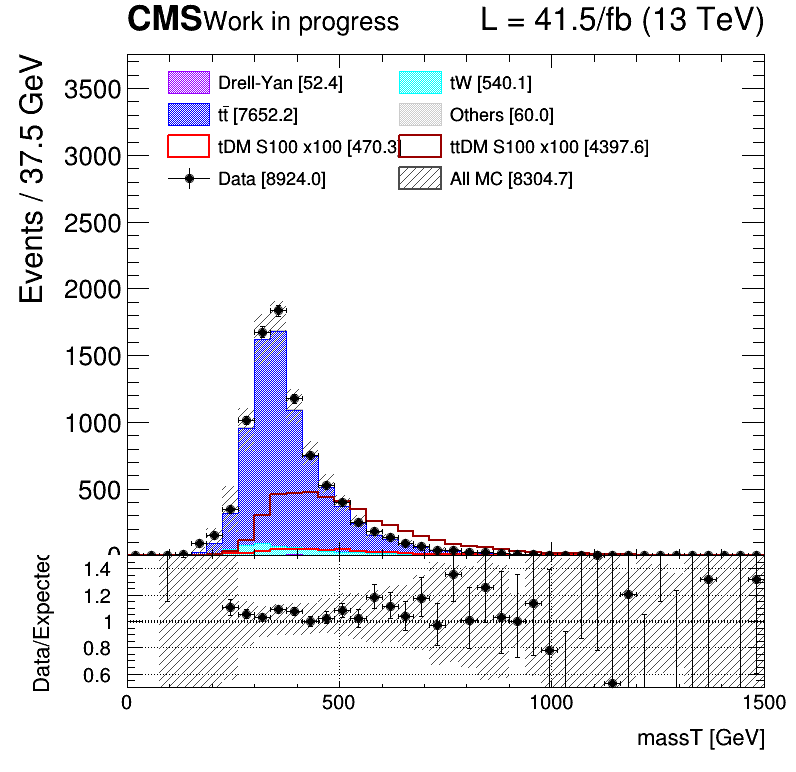 CMS Work in progress L = 41.5/fb (13 TeV)
Events / 37.5 GeV
3500
3000
2500
2000
1500
1000
500
0
Drell-Yan [52.4] tW [540.1]
tt̄ [7652.2] Others [60.0]
tDM S100 x100 [470.3] ttDM S100 x100 [4397.6]
Data [8924.0] All MC [8304.7]
Data/Expected
1.4
1.2
1
0.8
0.6
0 500 1000 1500
massT [GeV]